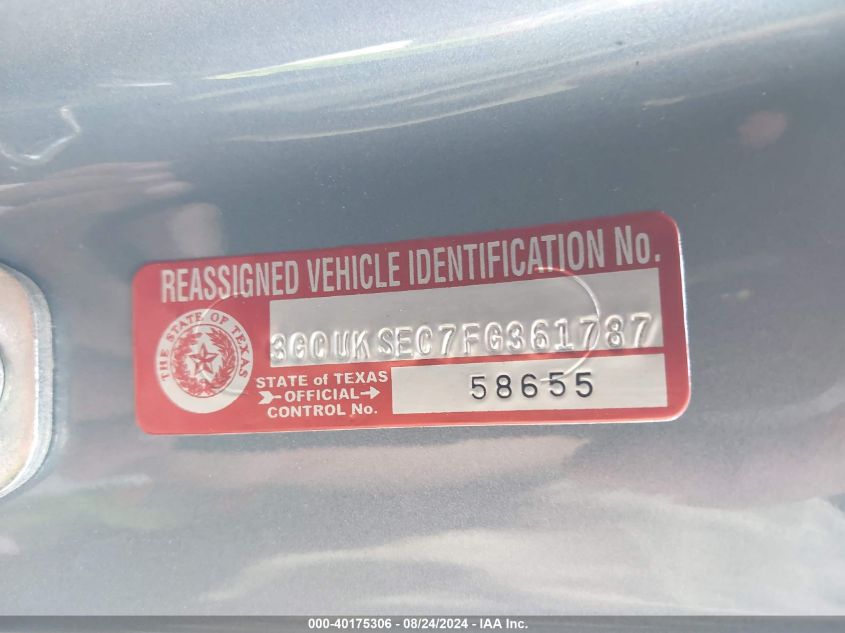 REASSIGNED VEHICLE IDENTIFICATION No.
THE STATE OF TEXAS
3GCUKSEC7FG361787
STATE of TEXAS
OFFICIAL
CONTROL No.
58655
000-40175306 - 08/24/2024 - IAA Inc.